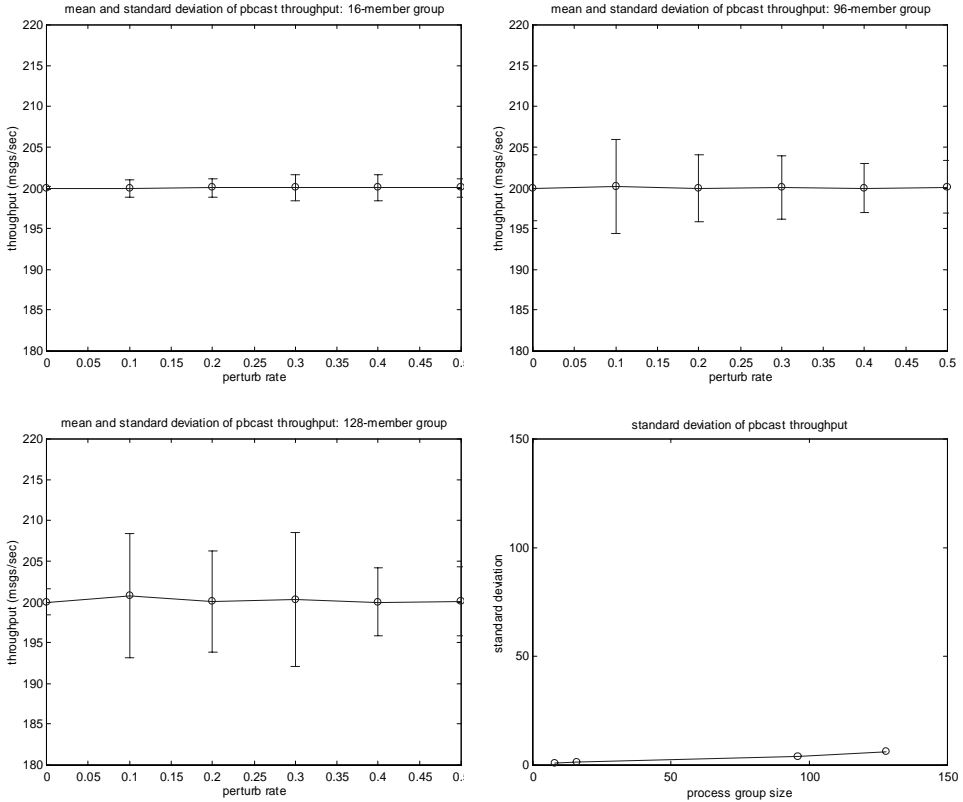 mean and standard deviation of pbcast throughput: 16-member group
220
215
210
205
200
195
190
185
180
throughput (msgs/sec)
0 0.05 0.1 0.15 0.2 0.25 0.3 0.35 0.4 0.45 0.5
perturb rate
mean and standard deviation of pbcast throughput: 96-member group
220
215
210
205
200
195
190
185
180
throughput (msgs/sec)
0 0.05 0.1 0.15 0.2 0.25 0.3 0.35 0.4 0.45 0.5
perturb rate
mean and standard deviation of pbcast throughput: 128-member group
220
215
210
205
200
195
190
185
180
throughput (msgs/sec)
0 0.05 0.1 0.15 0.2 0.25 0.3 0.35 0.4 0.45 0.5
perturb rate
standard deviation of pbcast throughput
150
100
50
0
standard deviation
0 50 100 150
process group size